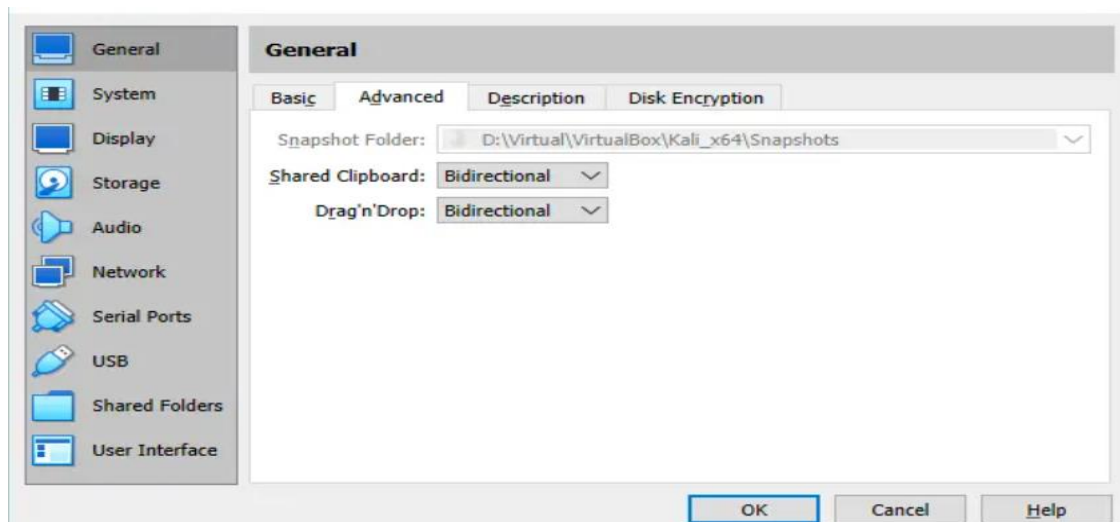 General
System
Display
Storage
Audio
Network
Serial Ports
USB
Shared Folders
User Interface
General
Basic Advanced Description Disk Encryption
Snapshot Folder: D:\Virtual\VirtualBox\Kali_x64\Snapshots
Shared Clipboard: Bidirectional
Drag'n'Drop: Bidirectional
OK Cancel Help